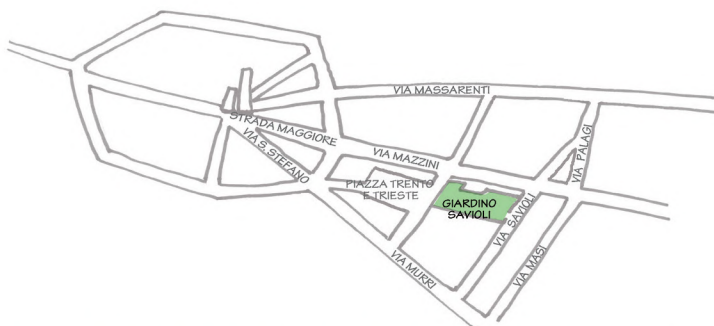 VIA MASSARENTI
STRADA MAGGIORE
VIA S. STEFANO
VIA MAZZINI
VIA PALAGI
PIAZZA TRENTO
E TRIESTE
GIARDINO
SAVIOLI
VIA SAVIOLI
VIA MASI
VIA MURRI